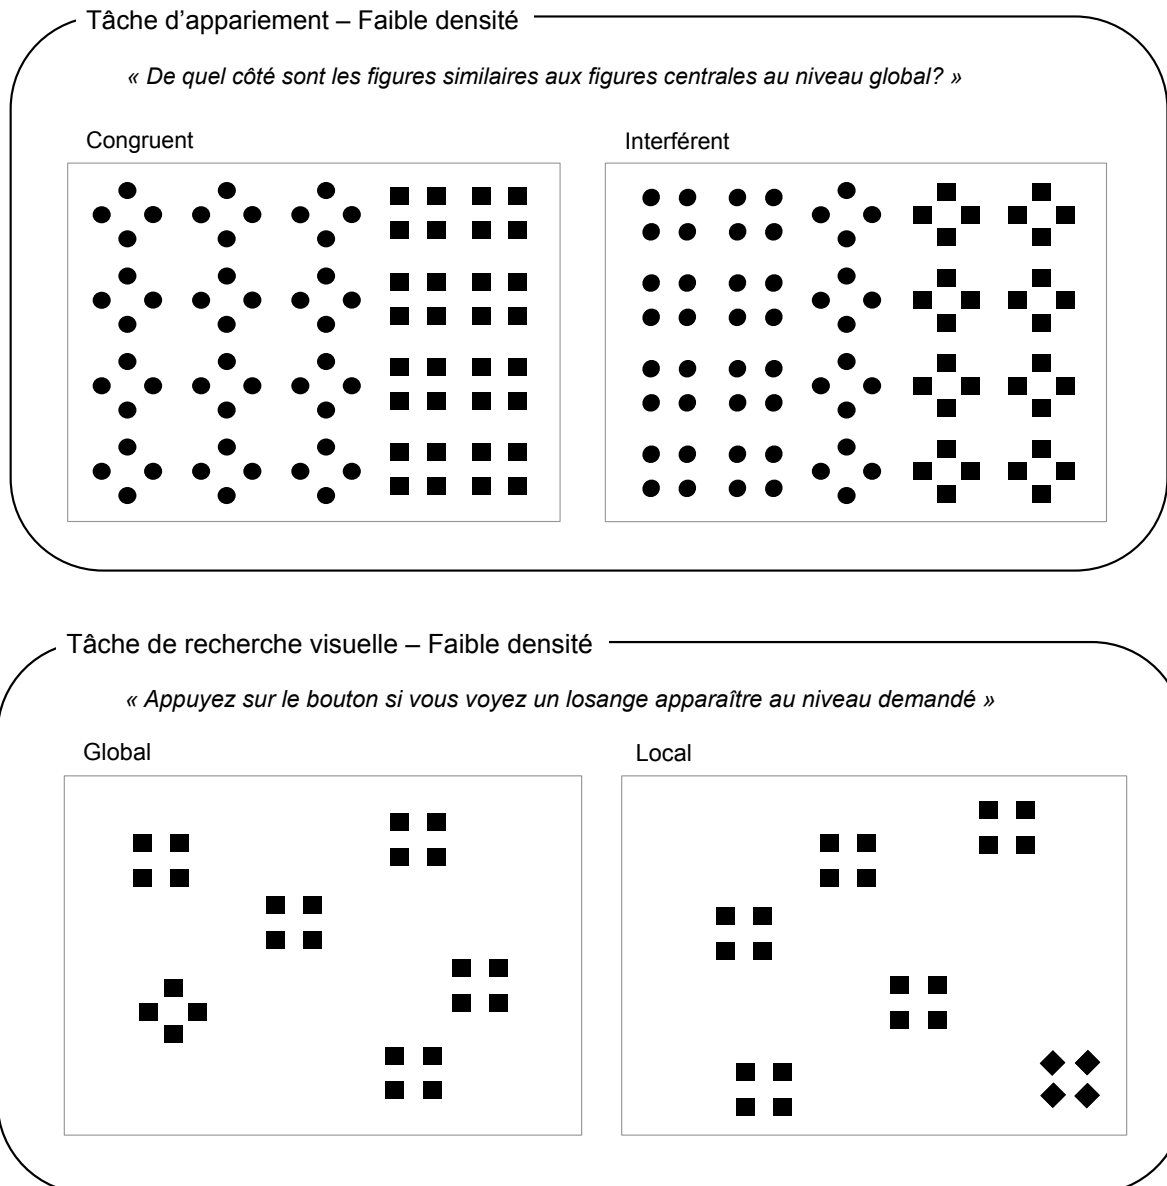 Tâche d’appariement – Faible densité
« De quel côté sont les figures similaires aux figures centrales au niveau global? »
Congruent
Interférent
Tâche de recherche visuelle – Faible densité
« Appuyez sur le bouton si vous voyez un losange apparaître au niveau demandé »
Global
Local